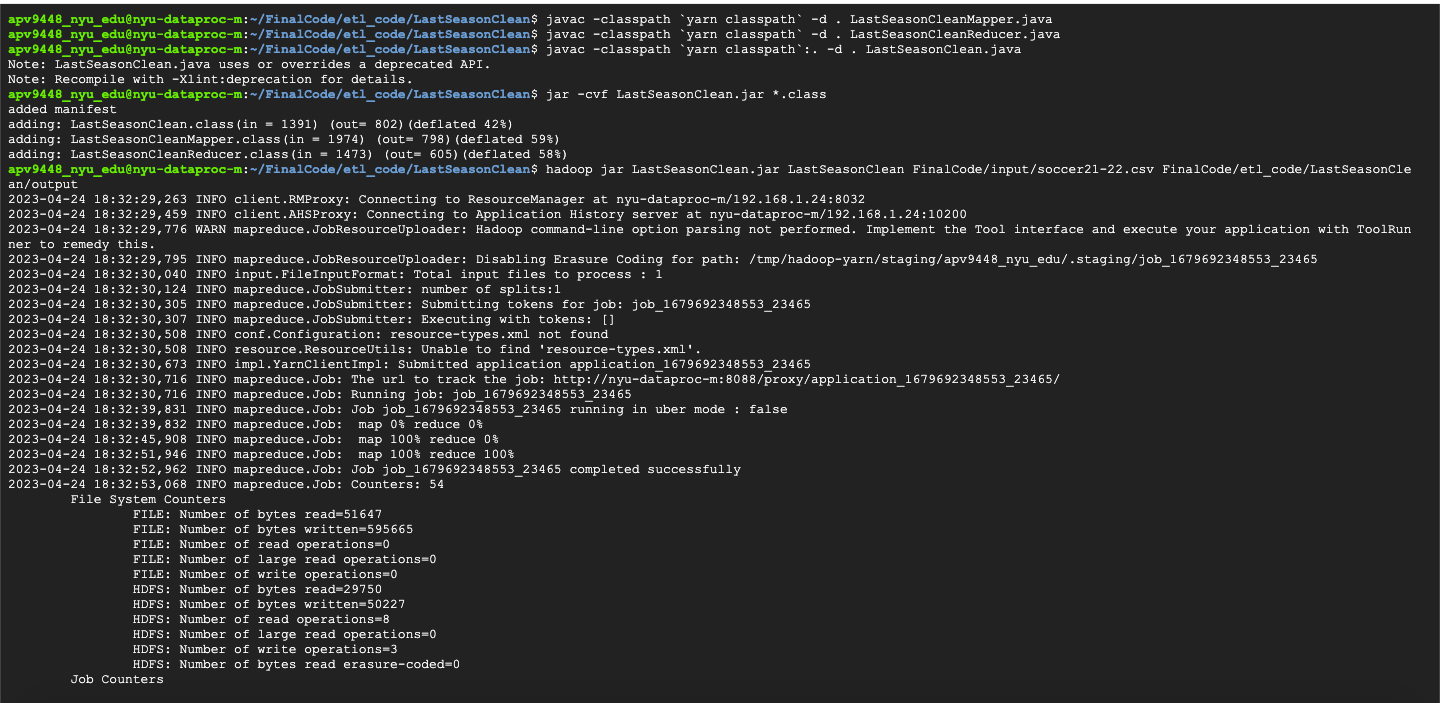 apv9448_nyu_edu@nyu-dataproc-m:~/FinalCode/etl_code/LastSeasonClean$ javac -classpath `yarn classpath` -d . LastSeasonCleanMapper.java
apv9448_nyu_edu@nyu-dataproc-m:~/FinalCode/etl_code/LastSeasonClean$ javac -classpath `yarn classpath` -d . LastSeasonCleanReducer.java
apv9448_nyu_edu@nyu-dataproc-m:~/FinalCode/etl_code/LastSeasonClean$ javac -classpath `yarn classpath`:. -d . LastSeasonClean.java
Note: LastSeasonClean.java uses or overrides a deprecated API.
Note: Recompile with -Xlint:deprecation for details.
apv9448_nyu_edu@nyu-dataproc-m:~/FinalCode/etl_code/LastSeasonClean$ jar -cvf LastSeasonClean.jar *.class
added manifest
adding: LastSeasonClean.class(in = 1391) (out= 802)(deflated 42%)
adding: LastSeasonCleanMapper.class(in = 1974) (out= 798)(deflated 59%)
adding: LastSeasonCleanReducer.class(in = 1473) (out= 605)(deflated 58%)
apv9448_nyu_edu@nyu-dataproc-m:~/FinalCode/etl_code/LastSeasonClean$ hadoop jar LastSeasonClean.jar LastSeasonClean FinalCode/input/soccer21-22.csv FinalCode/etl_code/LastSeasonCle
an/output
2023-04-24 18:32:29,263 INFO client.RMProxy: Connecting to ResourceManager at nyu-dataproc-m/192.168.1.24:8032
2023-04-24 18:32:29,459 INFO client.AHSProxy: Connecting to Application History server at nyu-dataproc-m/192.168.1.24:10200
2023-04-24 18:32:29,776 WARN mapreduce.JobResourceUploader: Hadoop command-line option parsing not performed. Implement the Tool interface and execute your application with ToolRun
ner to remedy this.
2023-04-24 18:32:29,795 INFO mapreduce.JobResourceUploader: Disabling Erasure Coding for path: /tmp/hadoop-yarn/staging/apv9448_nyu_edu/.staging/job_1679692348553_23465
2023-04-24 18:32:30,040 INFO input.FileInputFormat: Total input files to process : 1
2023-04-24 18:32:30,124 INFO mapreduce.JobSubmitter: number of splits:1
2023-04-24 18:32:30,305 INFO mapreduce.JobSubmitter: Submitting tokens for job: job_1679692348553_23465
2023-04-24 18:32:30,307 INFO mapreduce.JobSubmitter: Executing with tokens: []
2023-04-24 18:32:30,508 INFO conf.Configuration: resource-types.xml not found
2023-04-24 18:32:30,508 INFO resource.ResourceUtils: Unable to find 'resource-types.xml'.
2023-04-24 18:32:30,673 INFO impl.YarnClientImpl: Submitted application application_1679692348553_23465
2023-04-24 18:32:30,716 INFO mapreduce.Job: The url to track the job: http://nyu-dataproc-m:8088/proxy/application_1679692348553_23465/
2023-04-24 18:32:30,716 INFO mapreduce.Job: Running job: job_1679692348553_23465
2023-04-24 18:32:39,831 INFO mapreduce.Job: Job job_1679692348553_23465 running in uber mode : false
2023-04-24 18:32:39,832 INFO mapreduce.Job:  map 0% reduce 0%
2023-04-24 18:32:45,908 INFO mapreduce.Job:  map 100% reduce 0%
2023-04-24 18:32:51,946 INFO mapreduce.Job:  map 100% reduce 100%
2023-04-24 18:32:52,962 INFO mapreduce.Job: Job job_1679692348553_23465 completed successfully
2023-04-24 18:32:53,068 INFO mapreduce.Job: Counters: 54
File System Counters
FILE: Number of bytes read=51647
FILE: Number of bytes written=595665
FILE: Number of read operations=0
FILE: Number of large read operations=0
FILE: Number of write operations=0
HDFS: Number of bytes read=29750
HDFS: Number of bytes written=50227
HDFS: Number of read operations=8
HDFS: Number of large read operations=0
HDFS: Number of write operations=3
HDFS: Number of bytes read erasure-coded=0
Job Counters